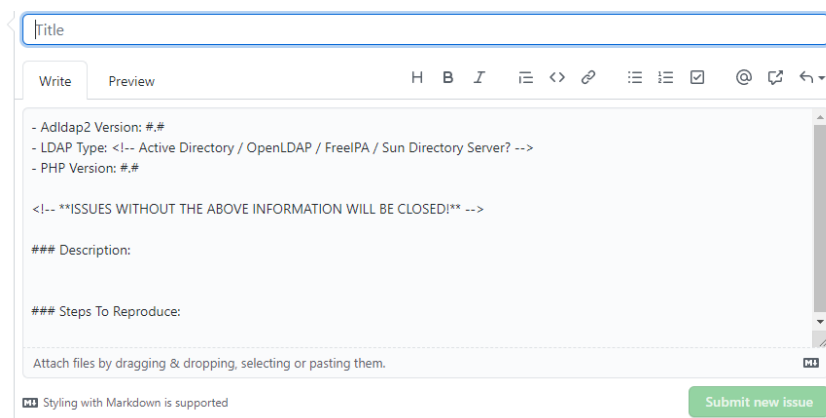 Title
Write Preview H B I <> @
- Adldap2 Version: #.#
- LDAP Type: <!-- Active Directory / OpenLDAP / FreeIPA / Sun Directory Server? -->
- PHP Version: #.#
<!-- **ISSUES WITHOUT THE ABOVE INFORMATION WILL BE CLOSED!** -->
### Description:
### Steps To Reproduce:
Attach files by dragging & dropping, selecting or pasting them.
Styling with Markdown is supported Submit new issue